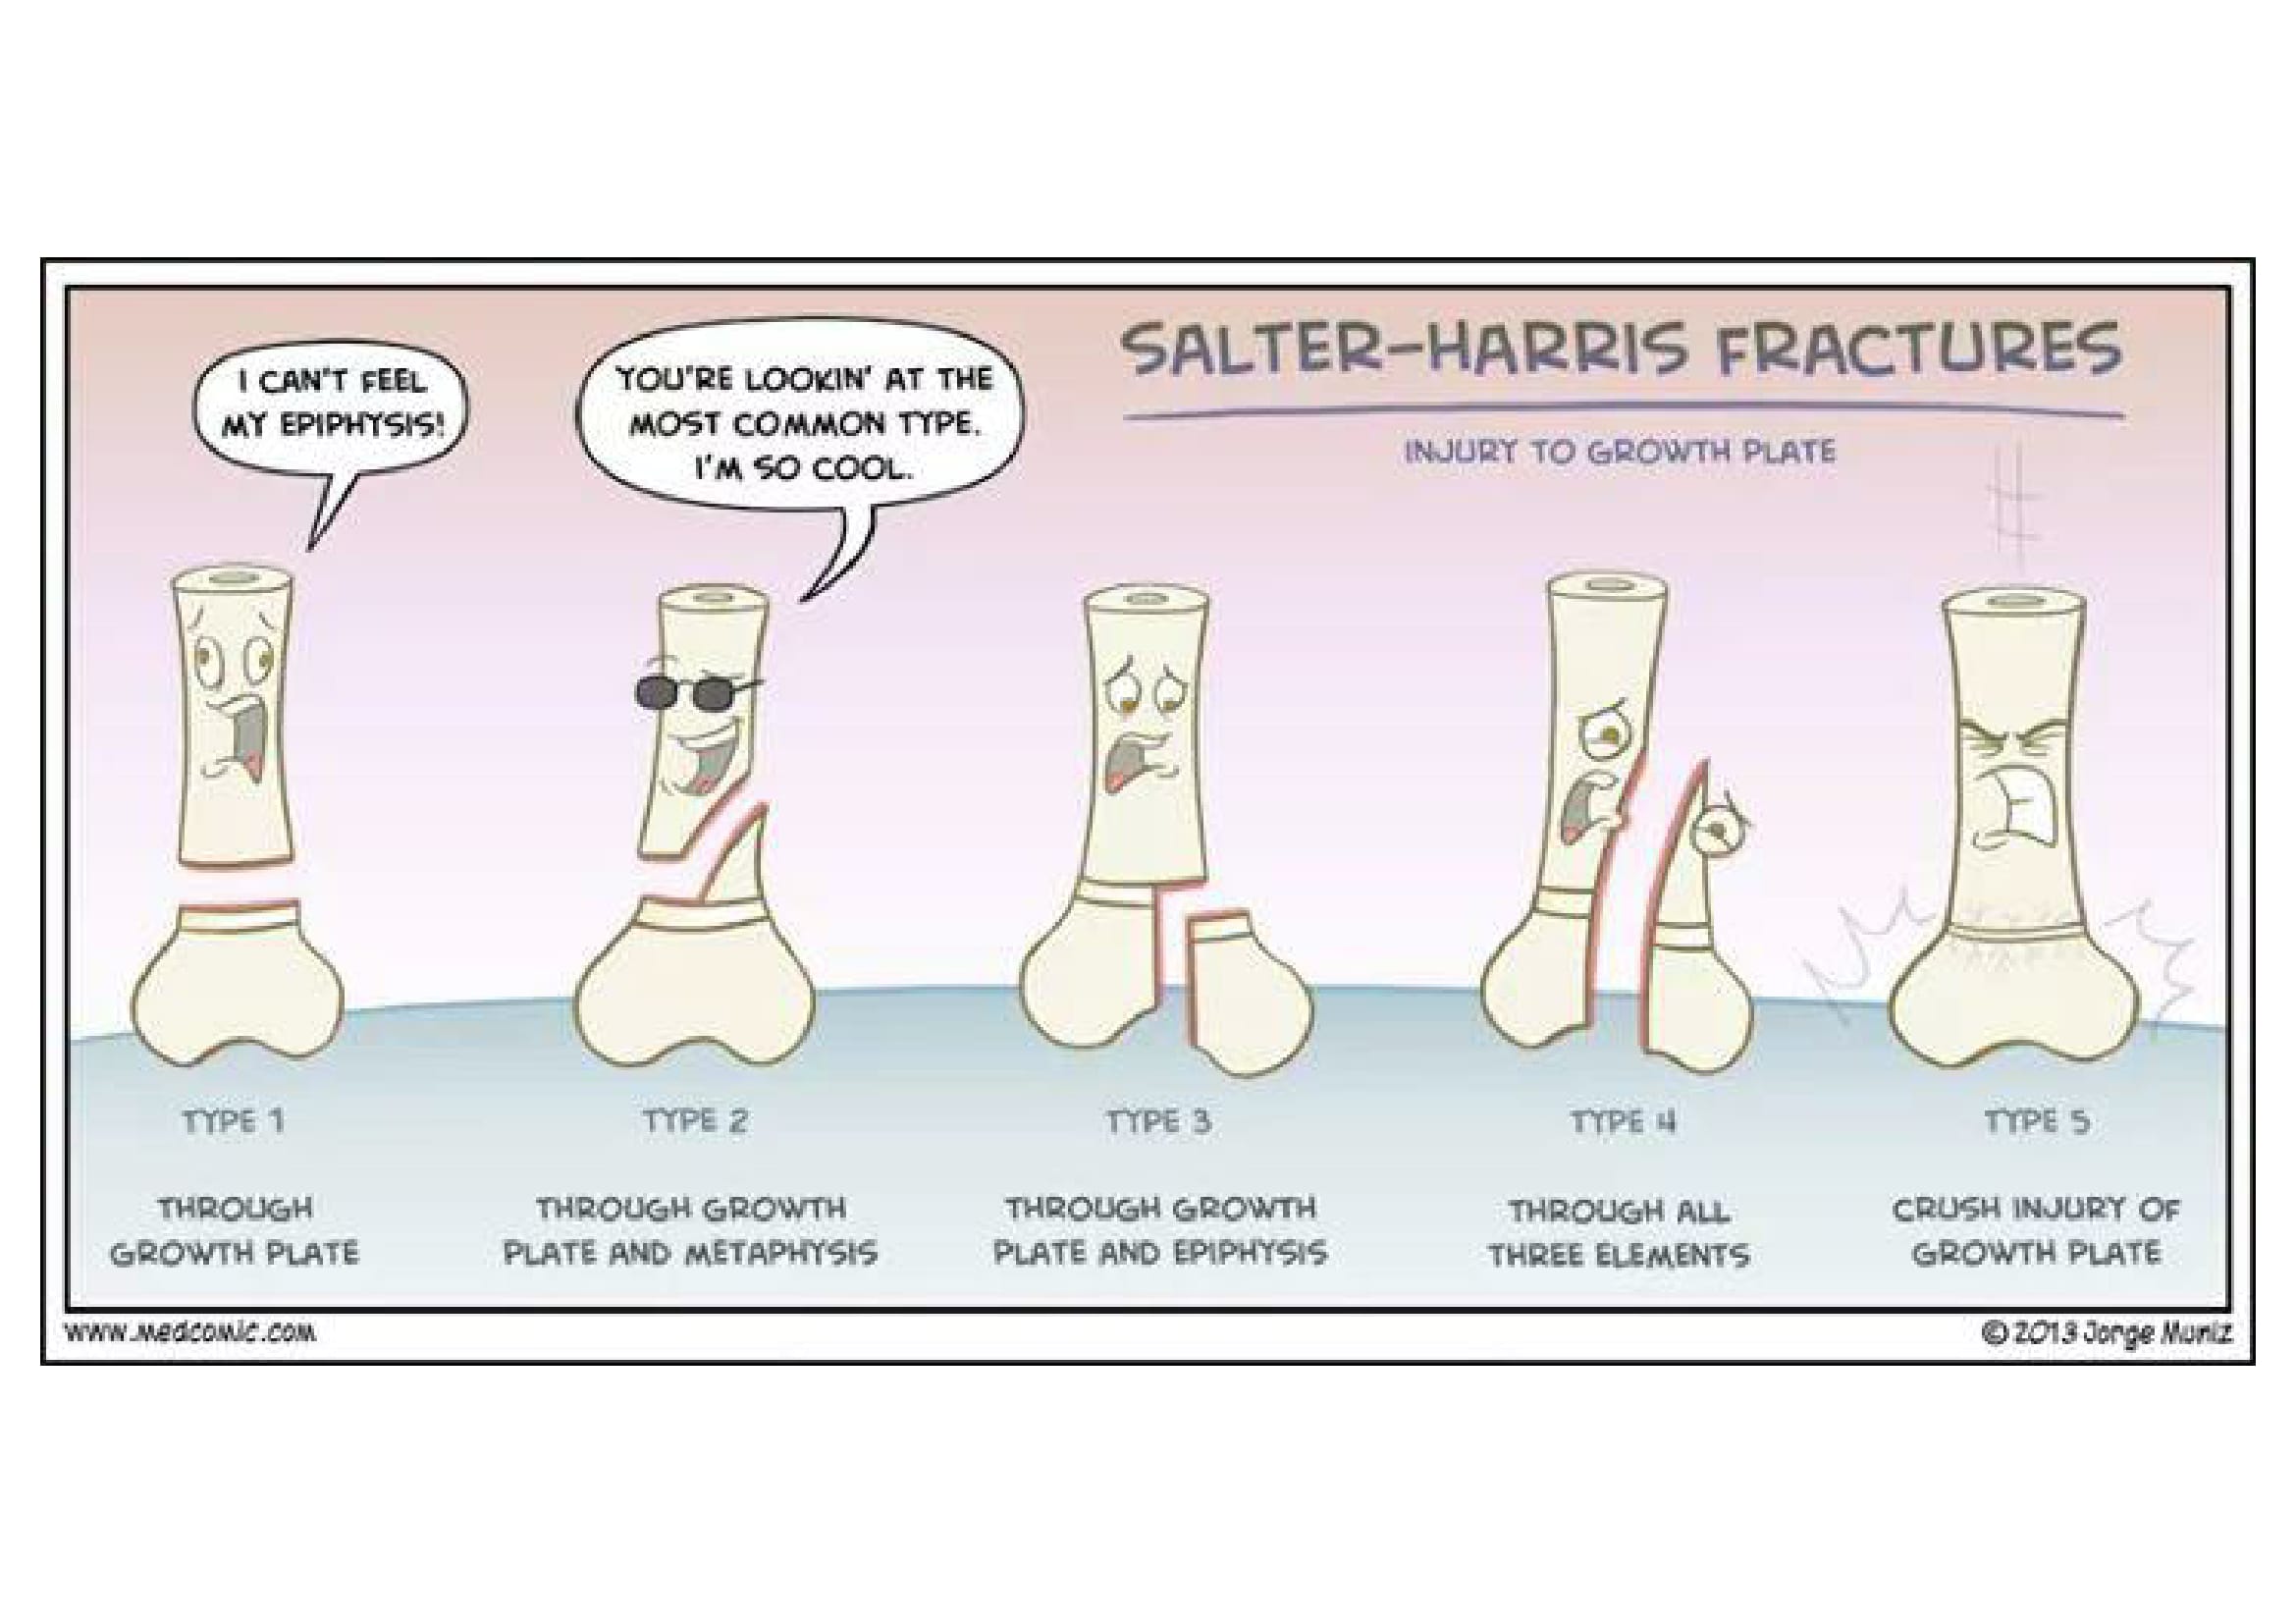 SALTER-HARRIS FRACTURES
INJURY TO GROWTH PLATE
I CAN'T FEEL
MY EPIPHYSIS!
YOU'RE LOOKIN' AT THE
MOST COMMON TYPE.
I'M SO COOL.
TYPE 1
THROUGH
GROWTH PLATE
TYPE 2
THROUGH GROWTH
PLATE AND METAPHYSIS
TYPE 3
THROUGH GROWTH
PLATE AND EPIPHYSIS
TYPE 4
THROUGH ALL
THREE ELEMENTS
TYPE 5
CRUSH INJURY OF
GROWTH PLATE
www.medcomic.com
© 2013 Jorge Muniz